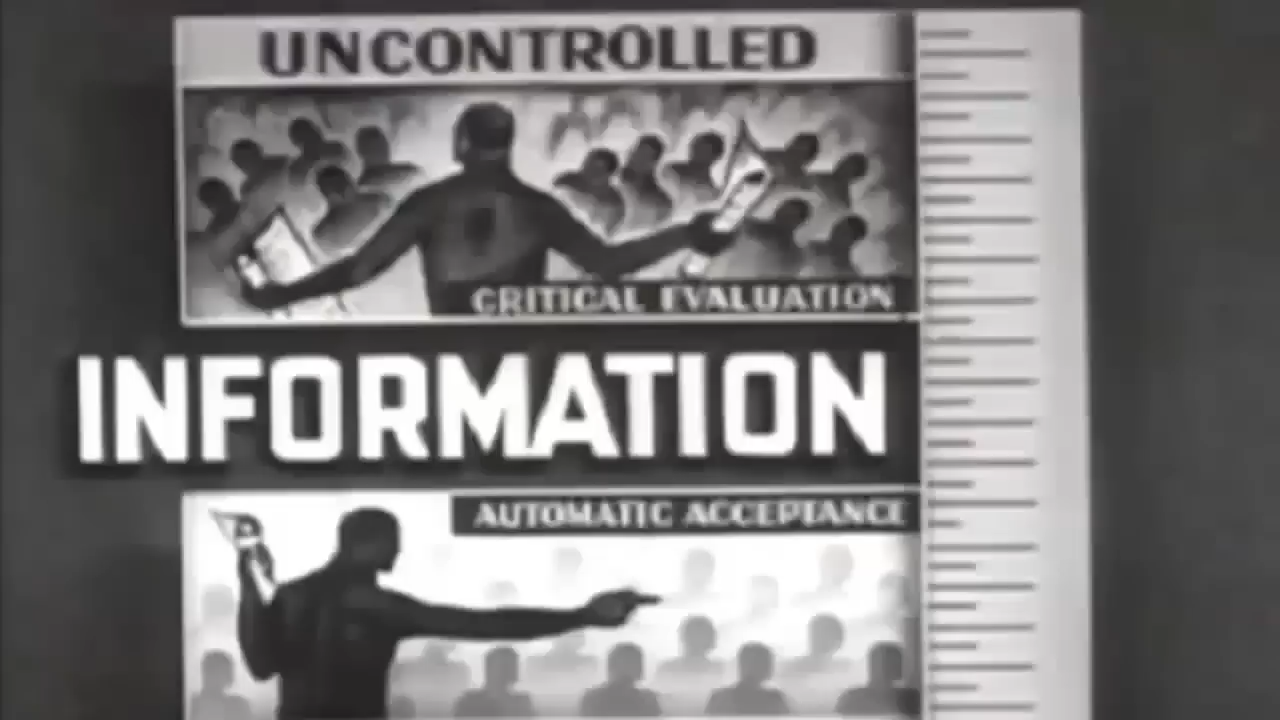 UNCONTROLLED
CRITICAL EVALUATION
INFORMATION
AUTOMATIC ACCEPTANCE